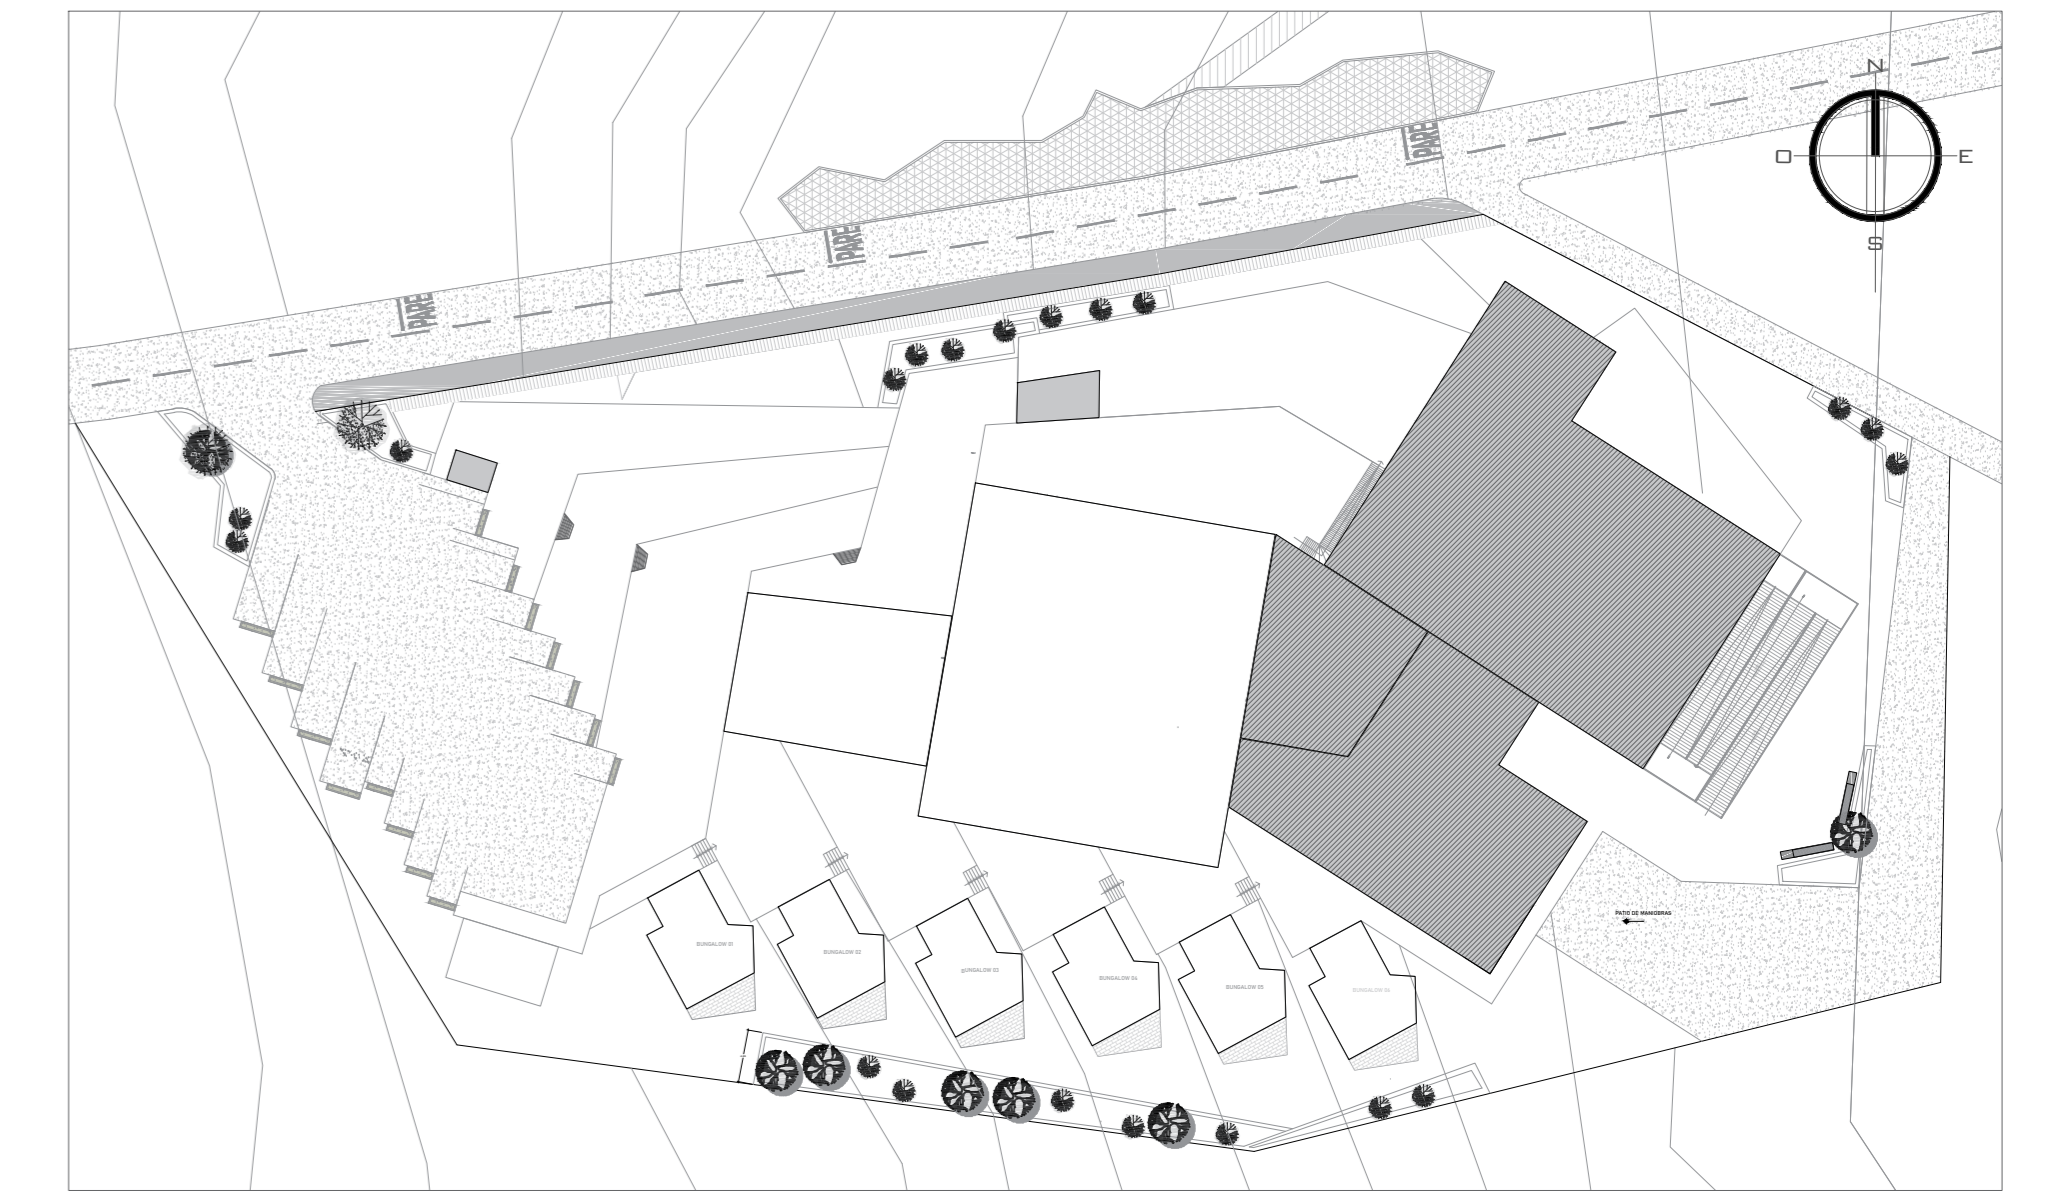 N
O E
S
PARE
PARE
PARE
PATIO DE MANIOBRAS
BUNGALOW 01
BUNGALOW 02
BUNGALOW 03
BUNGALOW 04
BUNGALOW 05
BUNGALOW 06